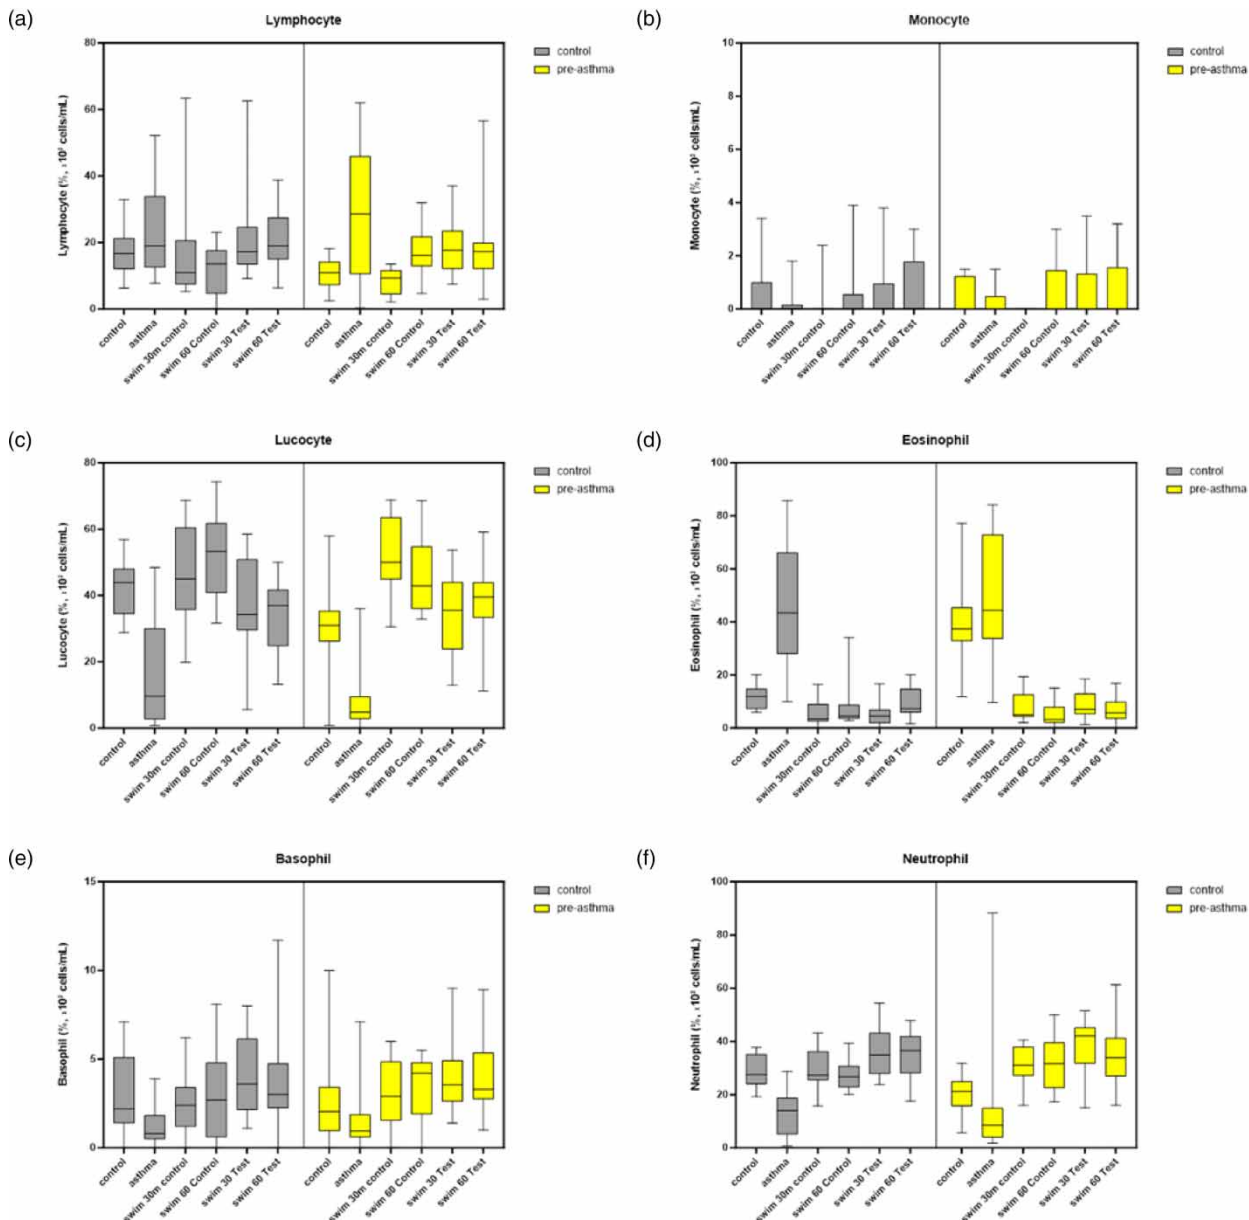 (a)
Lymphocyte
Lymphocyte (%, ×10² cells/mL)
80
60
40
20
0
control
asthma
swim 30m control
swim 60 Control
swim 30 Test
swim 60 Test
control
asthma
swim 30m control
swim 60 Control
swim 30 Test
swim 60 Test
control
pre-asthma
(b)
Monocyte
Monocyte (%, ×10² cells/mL)
10
8
6
4
2
0
control
asthma
swim 30m control
swim 60 Control
swim 30 Test
swim 60 Test
control
asthma
swim 30m control
swim 60 Control
swim 30 Test
swim 60 Test
control
pre-asthma
(c)
Lucocyte
Lucocyte (%, ×10² cells/mL)
80
60
40
20
0
control
asthma
swim 30m control
swim 60 Control
swim 30 Test
swim 60 Test
control
asthma
swim 30m control
swim 60 Control
swim 30 Test
swim 60 Test
control
pre-asthma
(d)
Eosinophil
Eosinophil (%, ×10² cells/mL)
100
80
60
40
20
0
control
asthma
swim 30m control
swim 60 Control
swim 30 Test
swim 60 Test
control
asthma
swim 30m control
swim 60 Control
swim 30 Test
swim 60 Test
control
pre-asthma
(e)
Basophil
Basophil (%, ×10² cells/mL)
15
10
5
0
control
asthma
swim 30m control
swim 60 Control
swim 30 Test
swim 60 Test
control
asthma
swim 30m control
swim 60 Control
swim 30 Test
swim 60 Test
control
pre-asthma
(f)
Neutrophil
Neutrophil (%, ×10² cells/mL)
100
80
60
40
20
0
control
asthma
swim 30m control
swim 60 Control
swim 30 Test
swim 60 Test
control
asthma
swim 30m control
swim 60 Control
swim 30 Test
swim 60 Test
control
pre-asthma